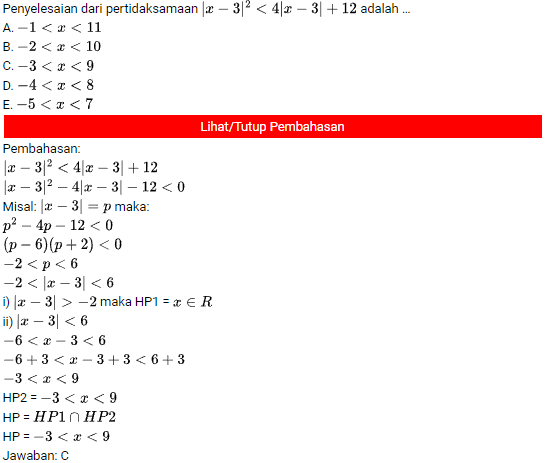 Penyelesaian dari pertidaksamaan |x − 3|² < 4|x − 3| + 12 adalah ...
A. −1 < x < 11
B. −2 < x < 10
C. −3 < x < 9
D. −4 < x < 8
E. −5 < x < 7
Lihat/Tutup Pembahasan
Pembahasan:
|x − 3|² < 4|x − 3| + 12
|x − 3|² − 4|x − 3| − 12 < 0
Misal: |x − 3| = p maka:
p² − 4p − 12 < 0
(p − 6)(p + 2) < 0
−2 < p < 6
−2 < |x − 3| < 6
i) |x − 3| > −2 maka HP1 = x ∈ R
ii) |x − 3| < 6
−6 < x − 3 < 6
−6 + 3 < x − 3 + 3 < 6 + 3
−3 < x < 9
HP2 = −3 < x < 9
HP = HP1 ∩ HP2
HP = −3 < x < 9
Jawaban: C